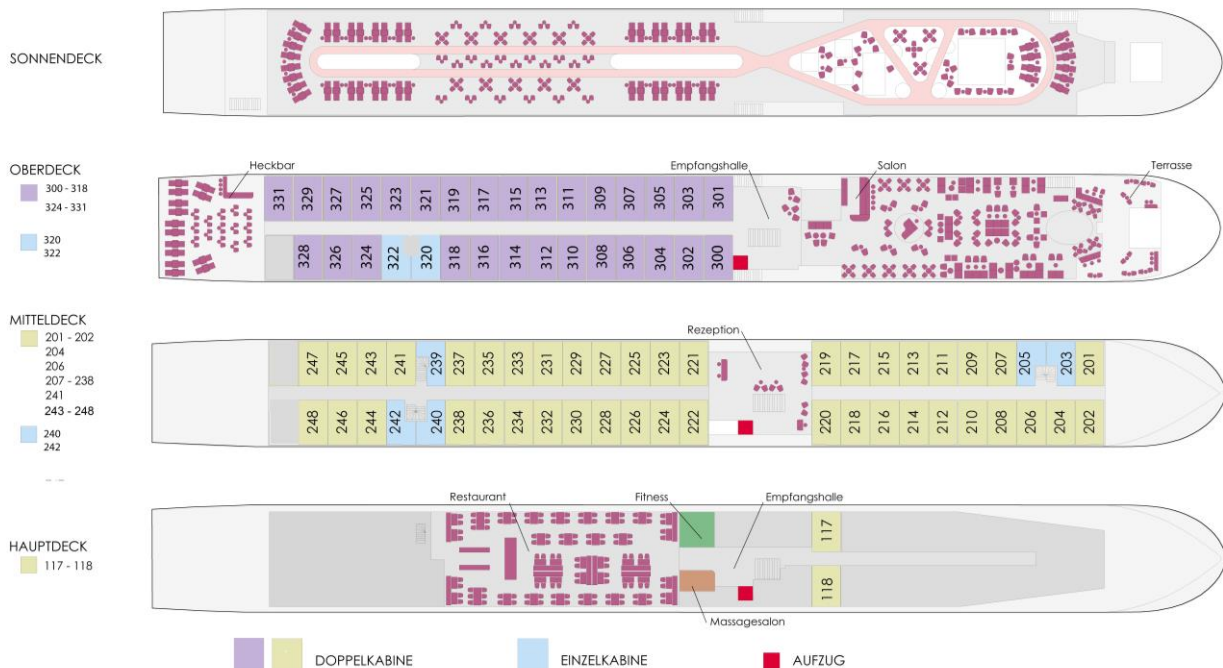 SONNENDECK
OBERDECK
300 - 318
324 - 331
320
322
Heckbar
Empfangshalle
Salon
Terrasse
331 329 327 325 323 321 319 317 315 313 311 309 307 305 303 301
328 326 324 322 320 318 316 314 312 310 308 306 304 302 300
MITTELDECK
201 - 202
204
206
207 - 238
241
243 - 248
240
242
Rezeption
247 245 243 241 239 237 235 233 231 229 227 225 223 221 219 217 215 213 211 209 207 205 203 201
248 246 244 242 240 238 236 234 232 230 228 226 224 222 220 218 216 214 212 210 208 206 204 202
HAUPTDECK
117 - 118
Restaurant
Fitness
Empfangshalle
117
118
Massagesalon
DOPPELKABINE
EINZELKABINE
AUFZUG